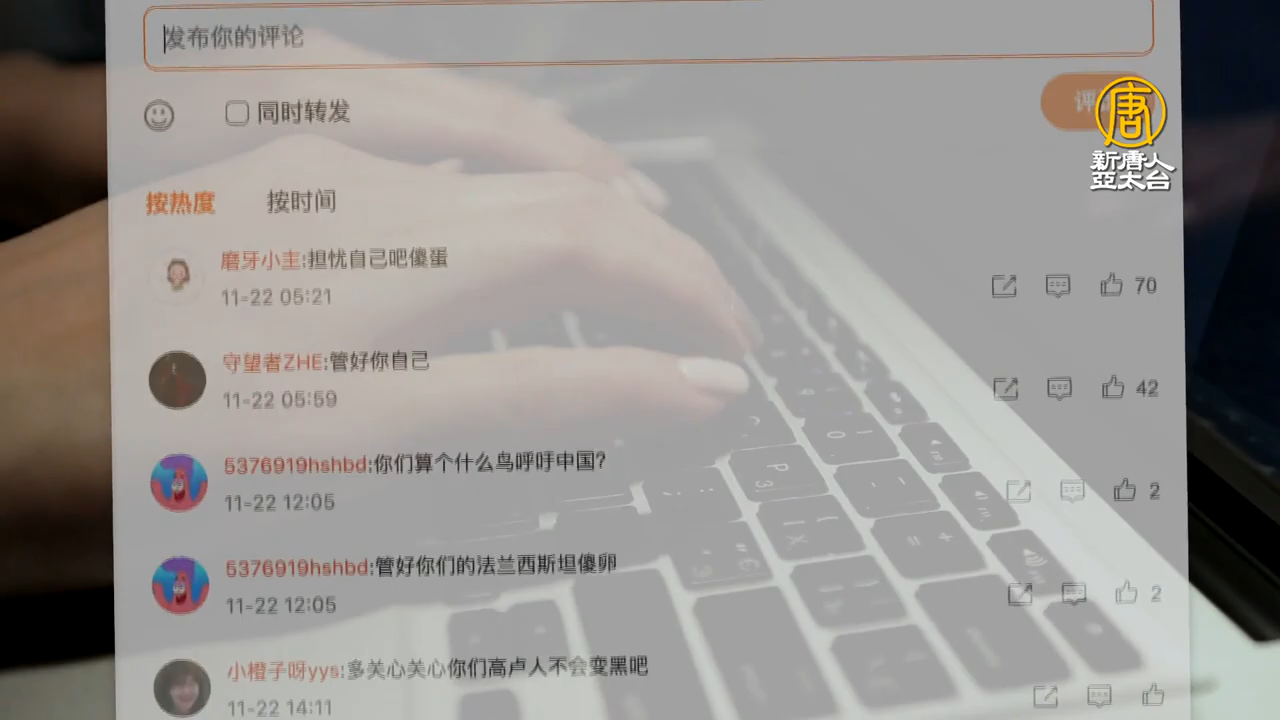 发布你的评论
同时转发
评
唐
新唐人
亞太台
按热度 按时间
磨牙小主:担忧自己吧傻蛋
11-22 05:21
70
守望者ZHE:管好你自己
11-22 05:59
42
5376919hshbd:你们算个什么鸟呼吁中国?
11-22 12:05
2
5376919hshbd:管好你们的法兰西斯坦傻卵
11-22 12:05
2
小橙子呀yys:多关心关心你们高卢人不会变黑吧
11-22 14:11